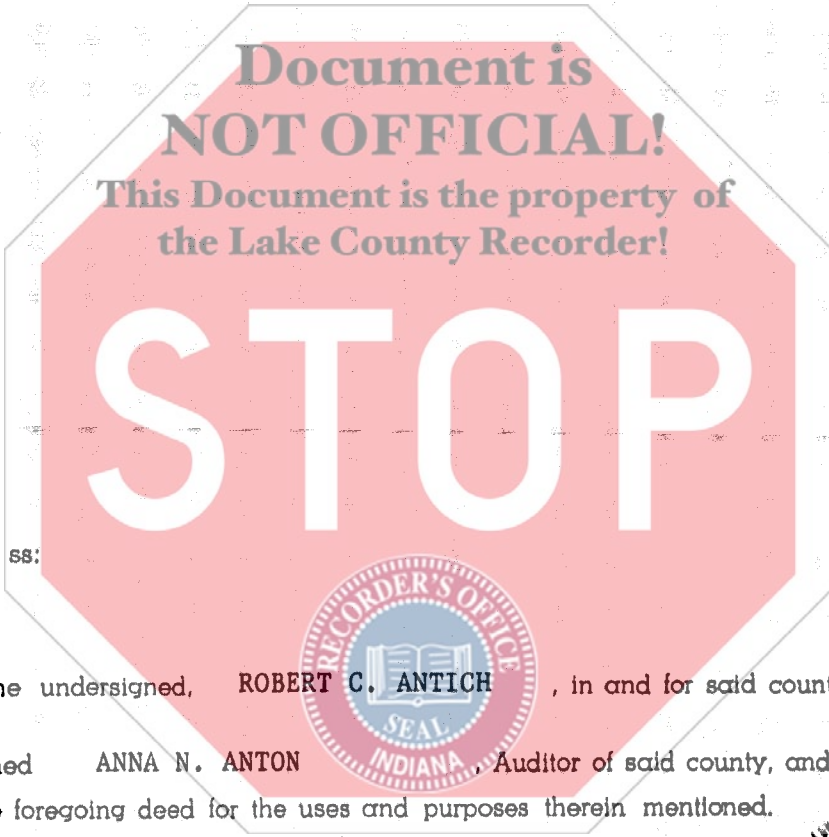 Document is
NOT OFFICIAL!
This Document is the property of
the Lake County Recorder!
STOP
ss:
RECORDER'S OFFICE
SEAL
INDIANA
undersigned, ROBERT C. ANTICH , in and for said
ANNA N. ANTON , Auditor of said county, and
foregoing deed for the uses and purposes therein mentioned.